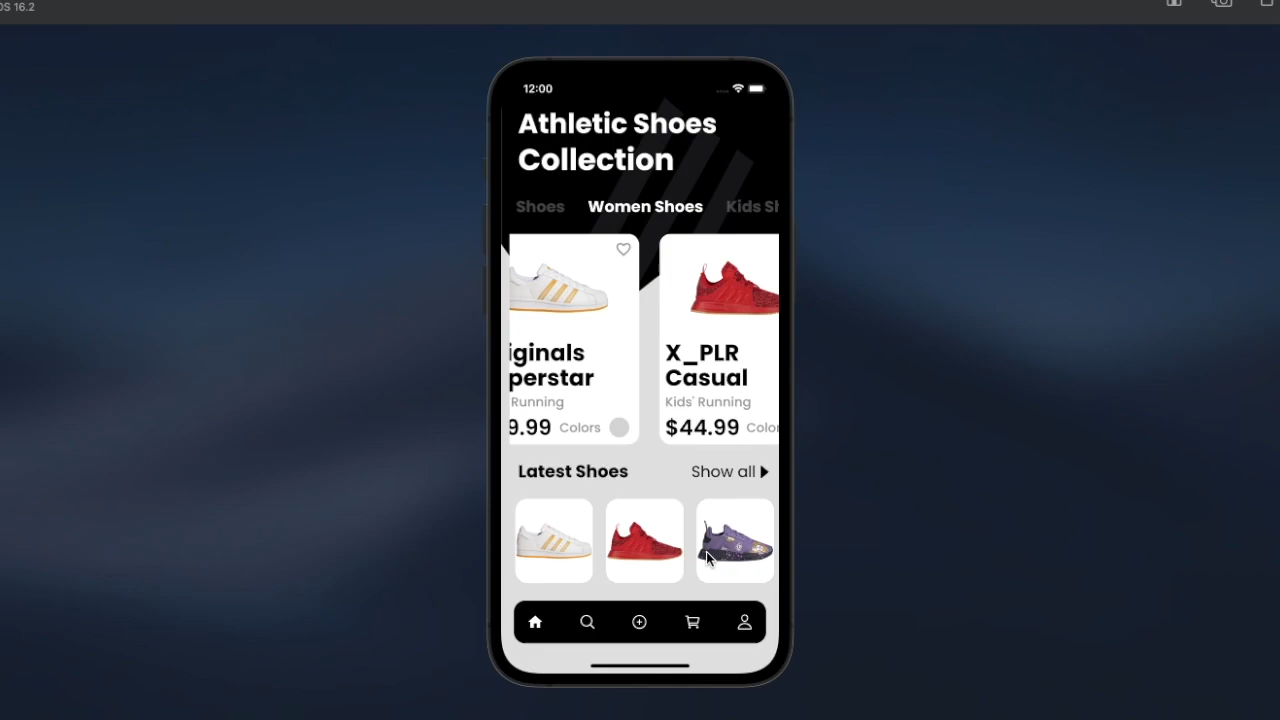 OS 16.2
12:00
Athletic Shoes
Collection
Shoes Women Shoes Kids Sh
iginals
perstar
Running
9.99 Colors
X_PLR
Casual
Kids' Running
$44.99 Color
Latest Shoes Show all